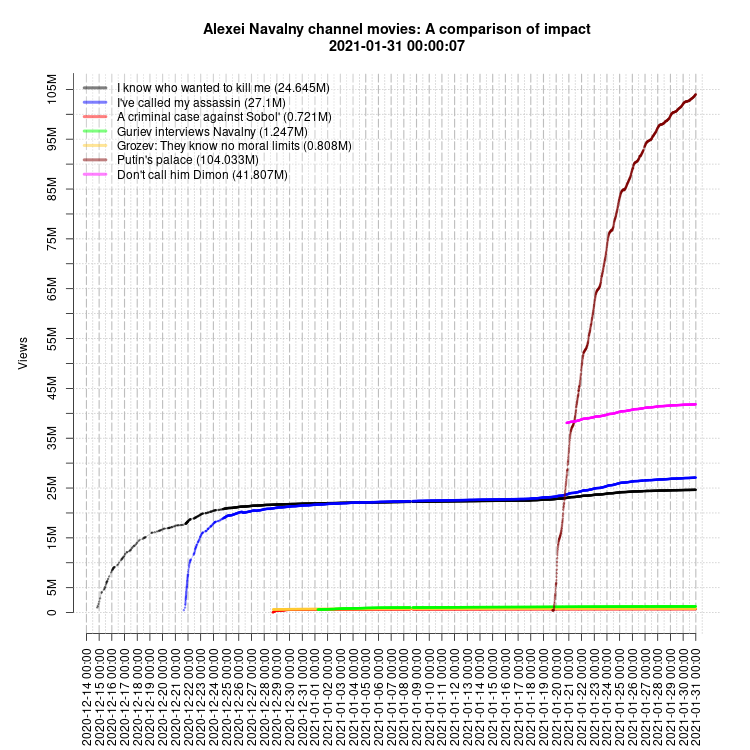 Alexei Navalny channel movies: A comparison of impact
2021-01-31 00:00:07
I know who wanted to kill me (24.645M)
I've called my assassin (27.1M)
A criminal case against Sobol' (0.721M)
Guriev interviews Navalny (1.247M)
Grozev: They know no moral limits (0.808M)
Putin's palace (104.033M)
Don't call him Dimon (41.807M)
Views
105M
95M
85M
75M
65M
55M
45M
35M
25M
15M
5M
0
2020-12-14 00:00
2020-12-15 00:00
2020-12-16 00:00
2020-12-17 00:00
2020-12-18 00:00
2020-12-19 00:00
2020-12-20 00:00
2020-12-21 00:00
2020-12-22 00:00
2020-12-23 00:00
2020-12-24 00:00
2020-12-25 00:00
2020-12-26 00:00
2020-12-27 00:00
2020-12-28 00:00
2020-12-29 00:00
2020-12-30 00:00
2020-12-31 00:00
2021-01-01 00:00
2021-01-02 00:00
2021-01-03 00:00
2021-01-04 00:00
2021-01-05 00:00
2021-01-06 00:00
2021-01-07 00:00
2021-01-08 00:00
2021-01-09 00:00
2021-01-10 00:00
2021-01-11 00:00
2021-01-12 00:00
2021-01-13 00:00
2021-01-14 00:00
2021-01-15 00:00
2021-01-16 00:00
2021-01-17 00:00
2021-01-18 00:00
2021-01-19 00:00
2021-01-20 00:00
2021-01-21 00:00
2021-01-22 00:00
2021-01-23 00:00
2021-01-24 00:00
2021-01-25 00:00
2021-01-26 00:00
2021-01-27 00:00
2021-01-28 00:00
2021-01-29 00:00
2021-01-30 00:00
2021-01-31 00:00